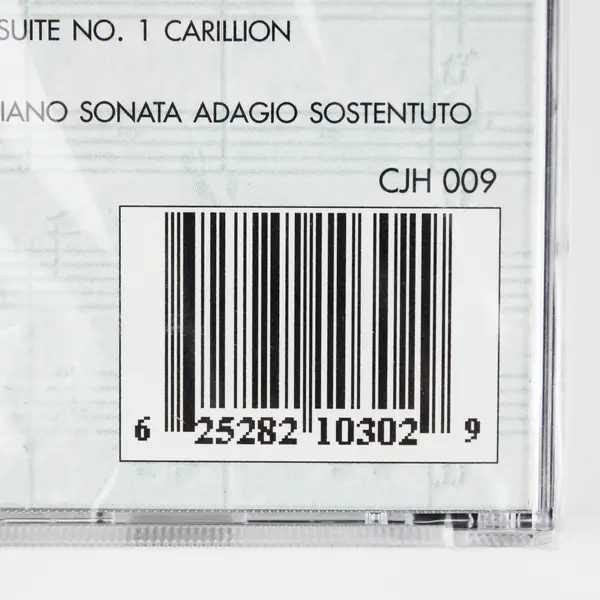 SUITE NO. 1 CARILLION
IANO SONATA ADAGIO SOSTENTUTO
CJH 009
6 25282 10302 9